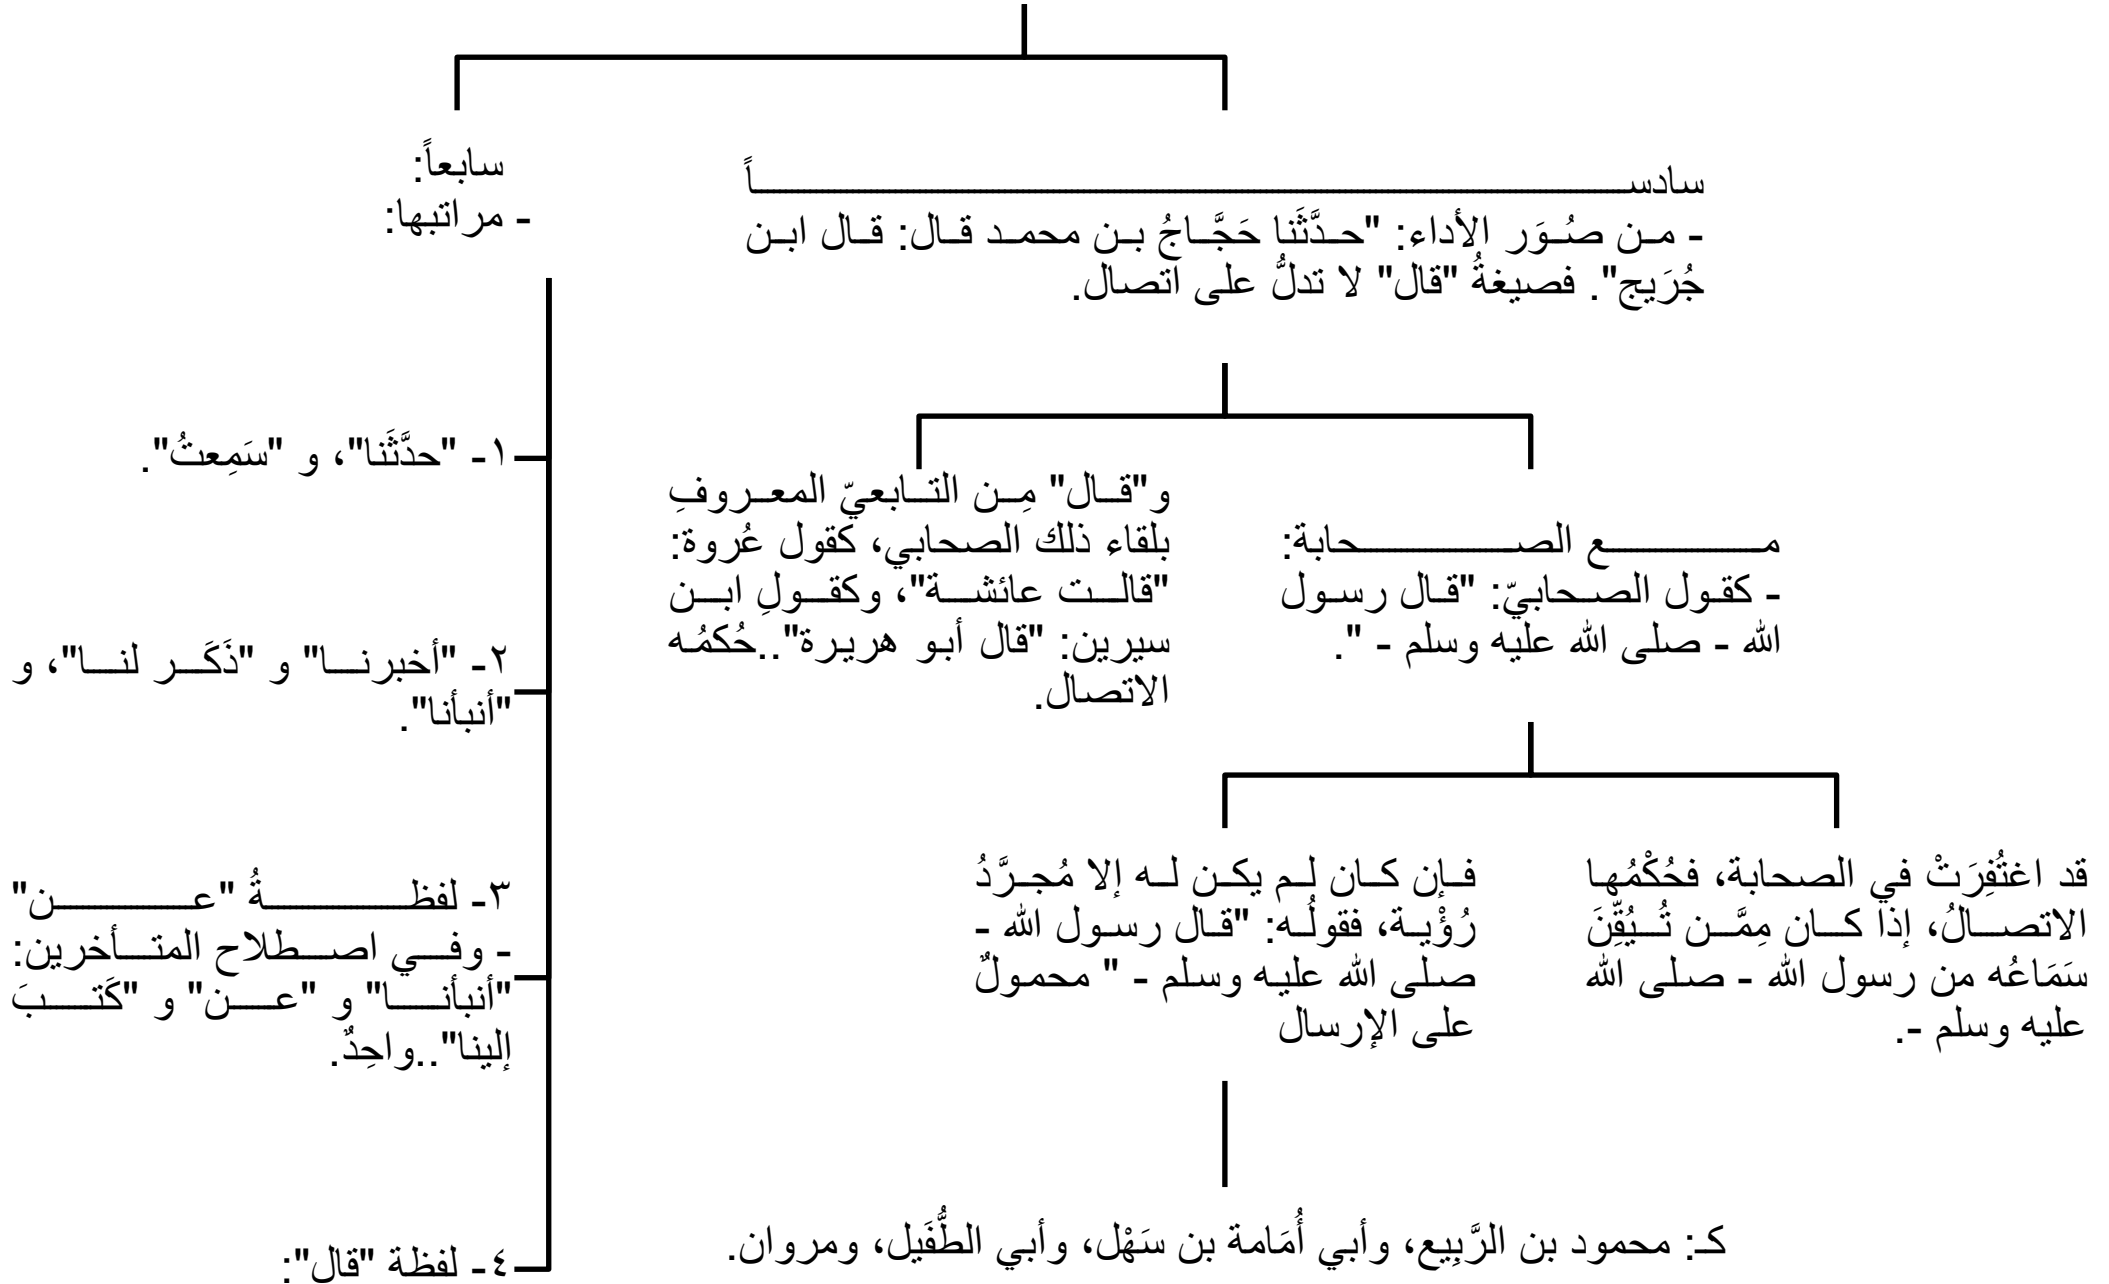 سادساً
- من صُوَر الأداء: "حدَّثَنا حَجَّاجُ بن محمد قال: قال ابن
جُرَيج". فصيغةُ "قال" لا تدلُّ على اتصال.
مع الصحابة:
- كقول الصحابيّ: "قال رسول
الله - صلى الله عليه وسلم - ".
قد اغتُفِرَتْ في الصحابة، فحُكْمُها
الاتصالُ، إذا كان مِمَّن تُيُقِّنَ
سَمَاعُه من رسول الله - صلى الله
عليه وسلم -.
فإن كان لم يكن له إلا مُجرَّدُ
رُؤْية، فقولُه: "قال رسول الله -
صلى الله عليه وسلم - " محمولٌ
على الإرسال
كـ: محمود بن الرَّبِيع، وأبي أُمَامة بن سَهْل، وأبي الطُّفَيل، ومروان.
و"قال" مِن التابعيّ المعروفِ
بلقاء ذلك الصحابي، كقول عُروة:
"قالت عائشة"، وكقولِ ابن
سيرين: "قال أبو هريرة"..حُكمُه
الاتصال.
سابعاً:
- مراتبها:
١- "حدَّثَنا"، و "سَمِعتُ".
٢- "أخبرنا" و "ذَكَر لنا"، و
"أنبأنا".
٣- لفظةُ "عن"
- وفي اصطلاح المتأخرين:
"أنبأنا" و "عن" و "كَتبَ
إلينا"..واحِدٌ.
٤- لفظة "قال":